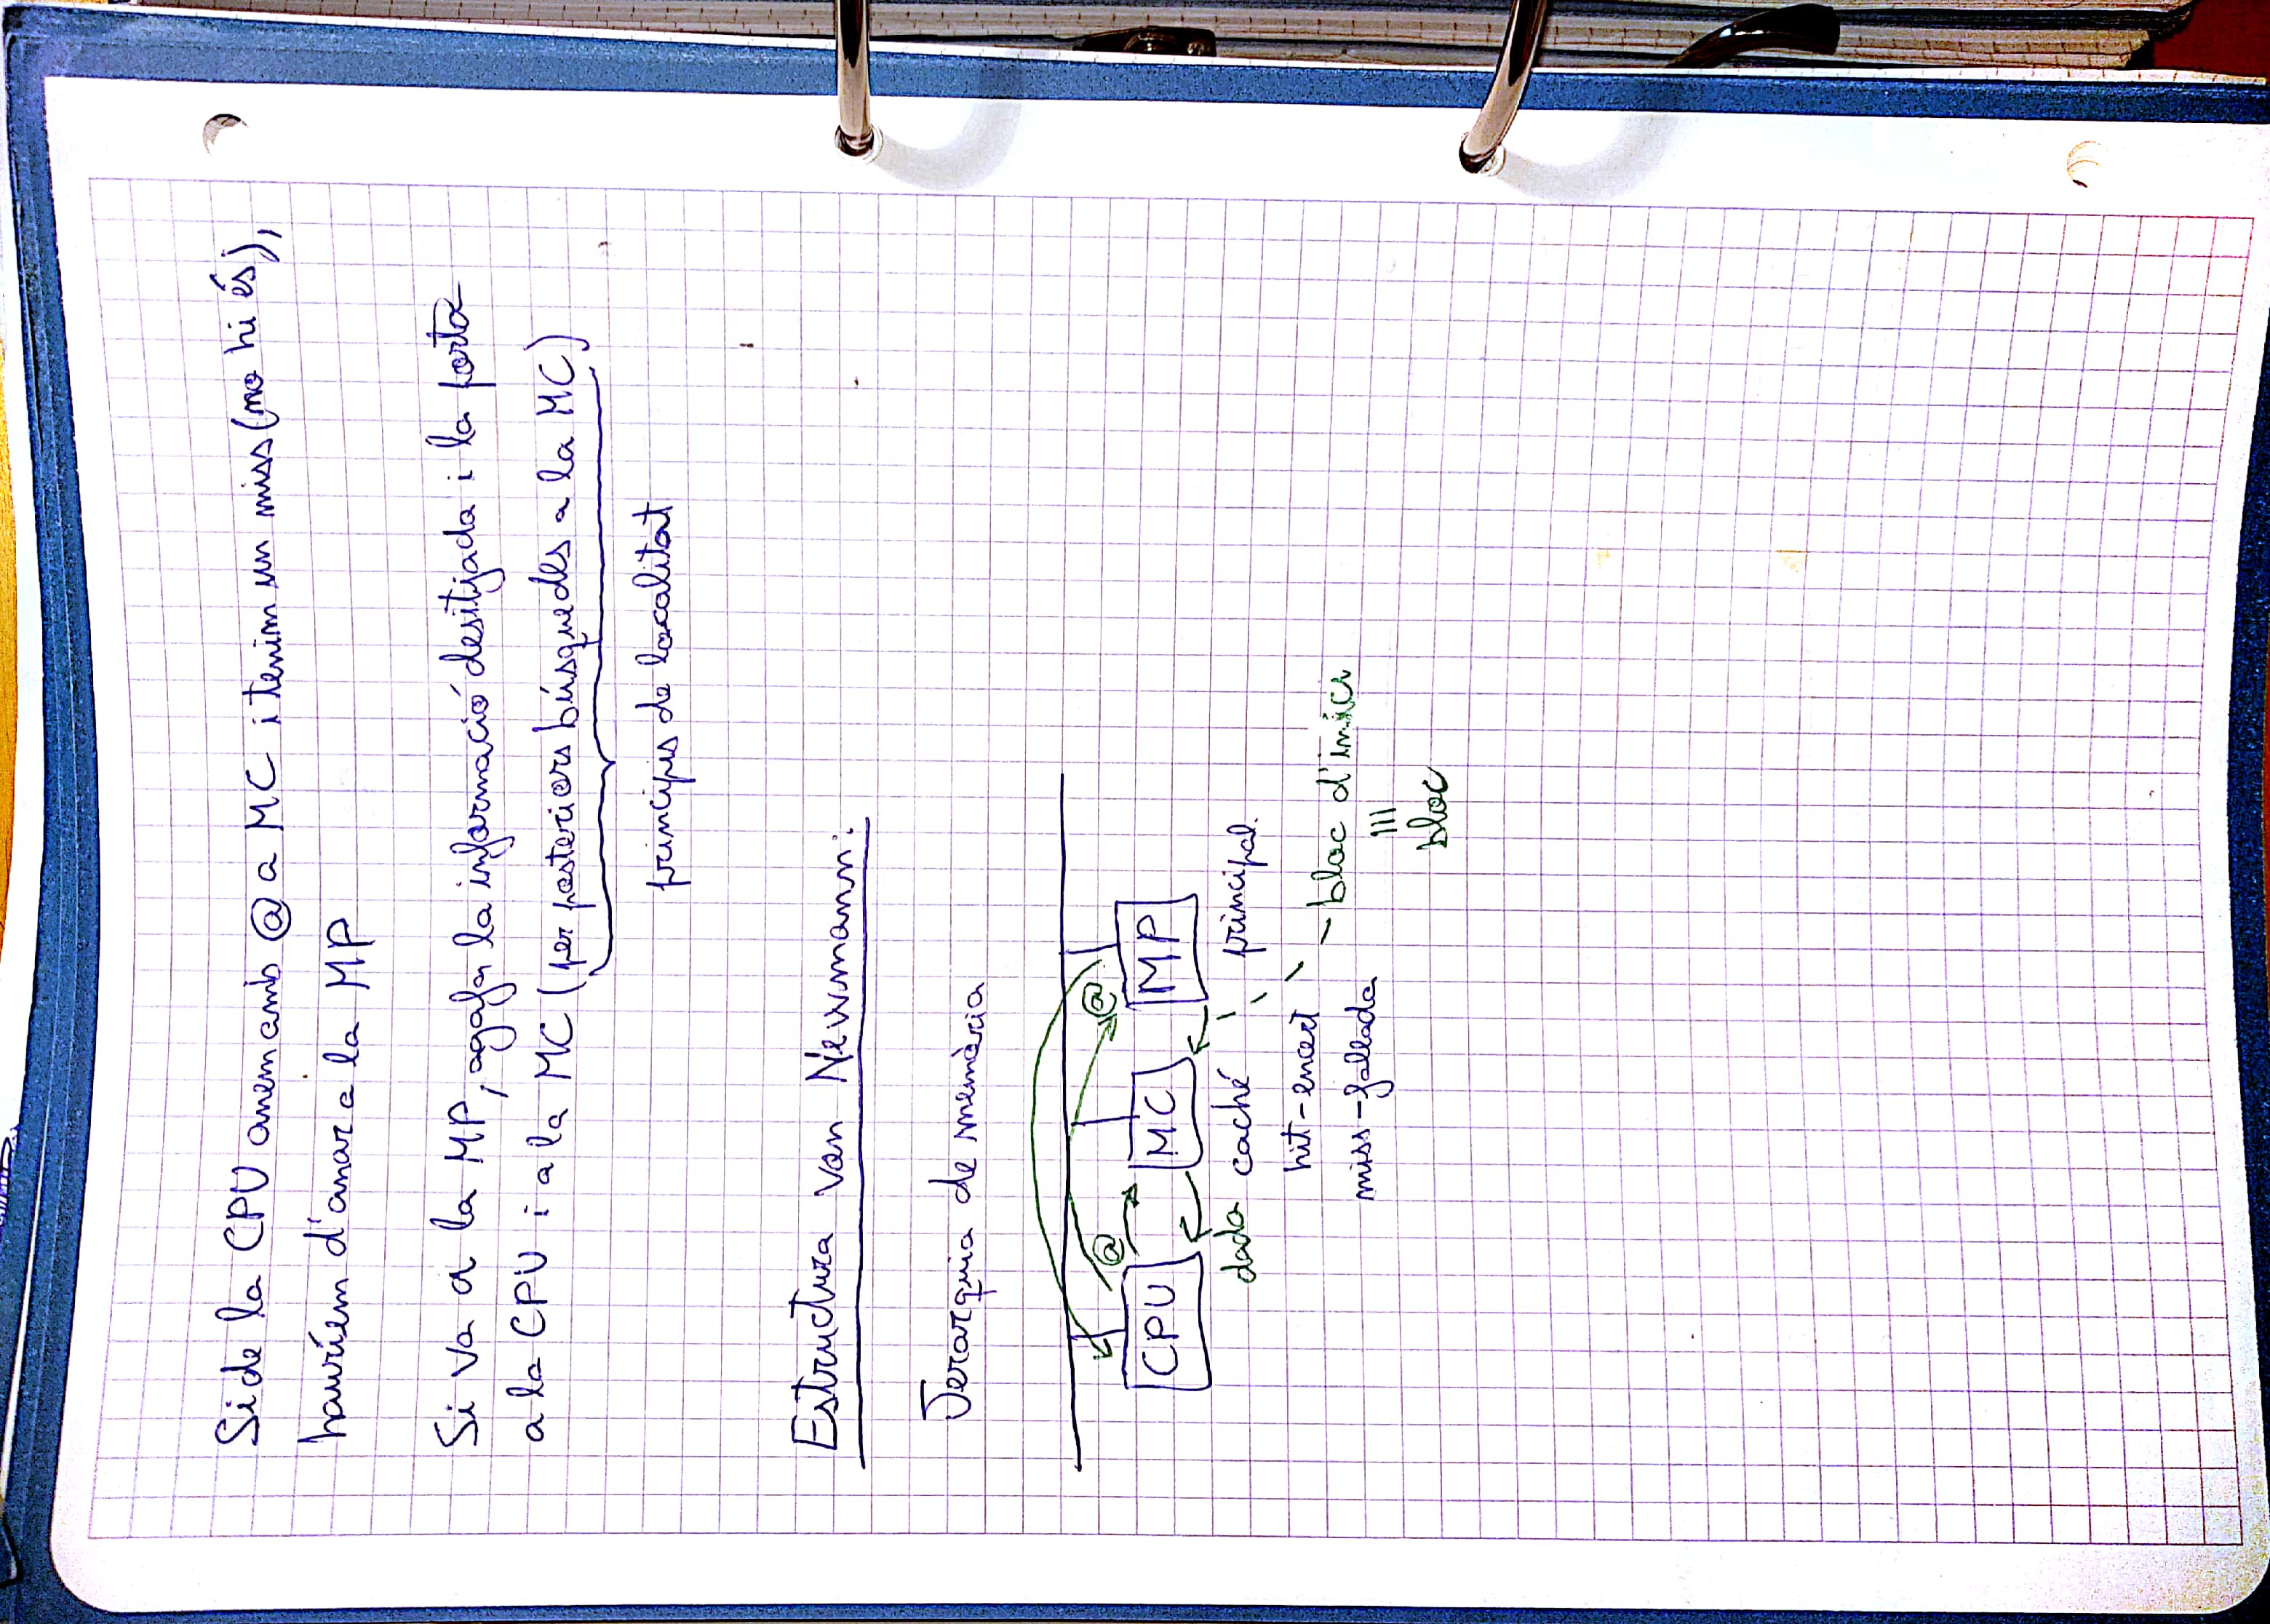 Si de la CPU anem amb @ a MC i tenim un miss (no hi és),
hauríem d'anar a la MP
Si va a la MP, agafa la informació desitjada i la porta
a la CPU i a la MC (per posteriors búsquedes a la MC)
principis de localitat
Estructura von Newmann:
Jerarquia de memòria
@ @
CPU MC MP
dada caché principal.
hit-encert
miss-fallada
bloc d'inici
bloc